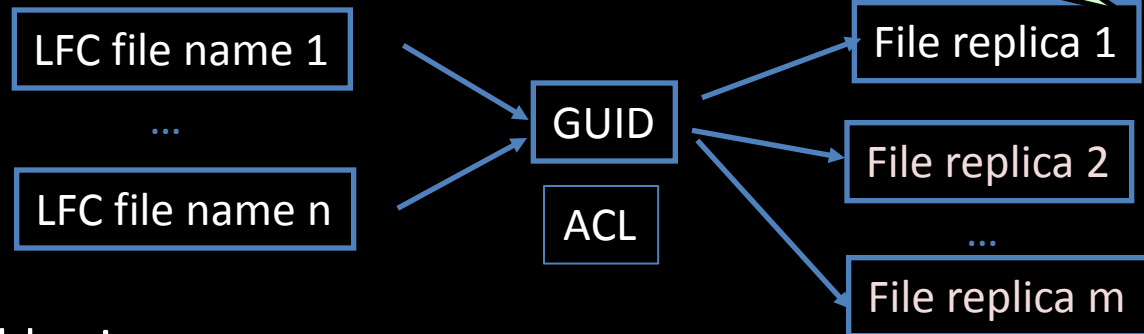 LFC file name 1
...
LFC file name n
GUID
ACL
File replica 1
File replica 2
...
File replica m